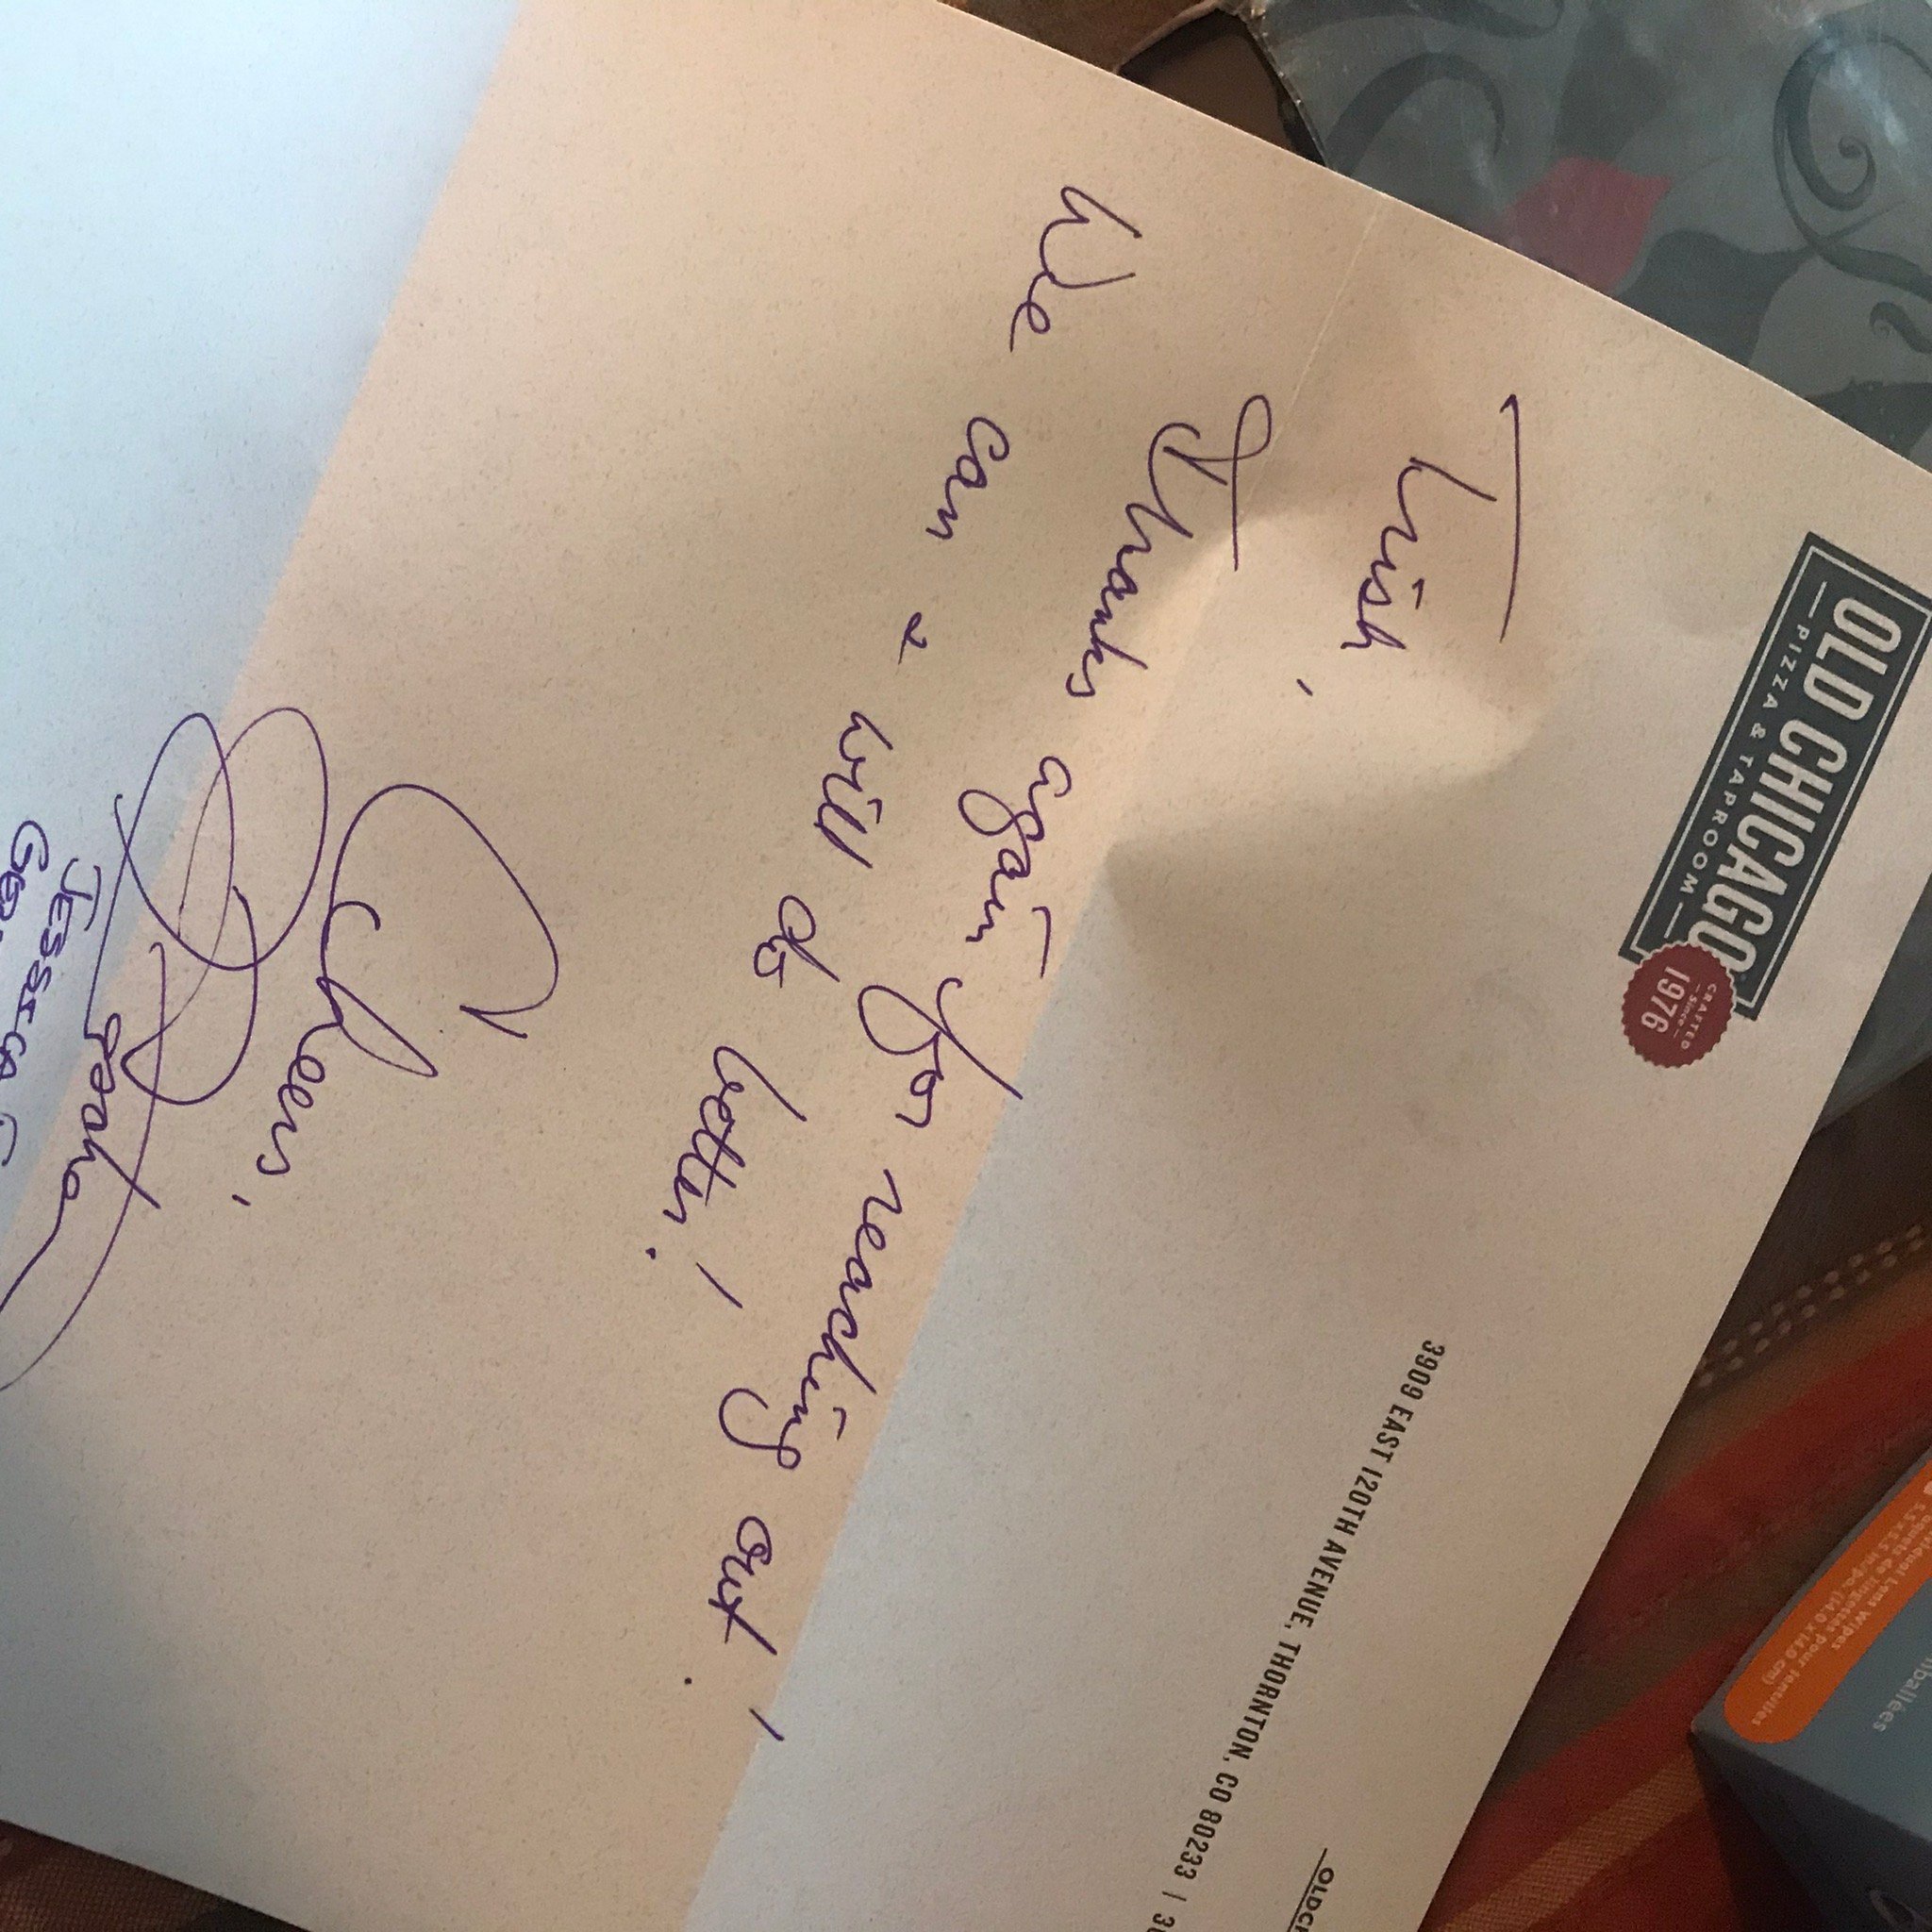 OLD CHICAGO
PIZZA & TAPROOM
CRAFTED
Since
1976
3909 EAST 120TH AVENUE, THORNTON, CO 80233 |
Trish,
Thanks again for reaching out!
We can & will do better!
Cheers,
JESSICA